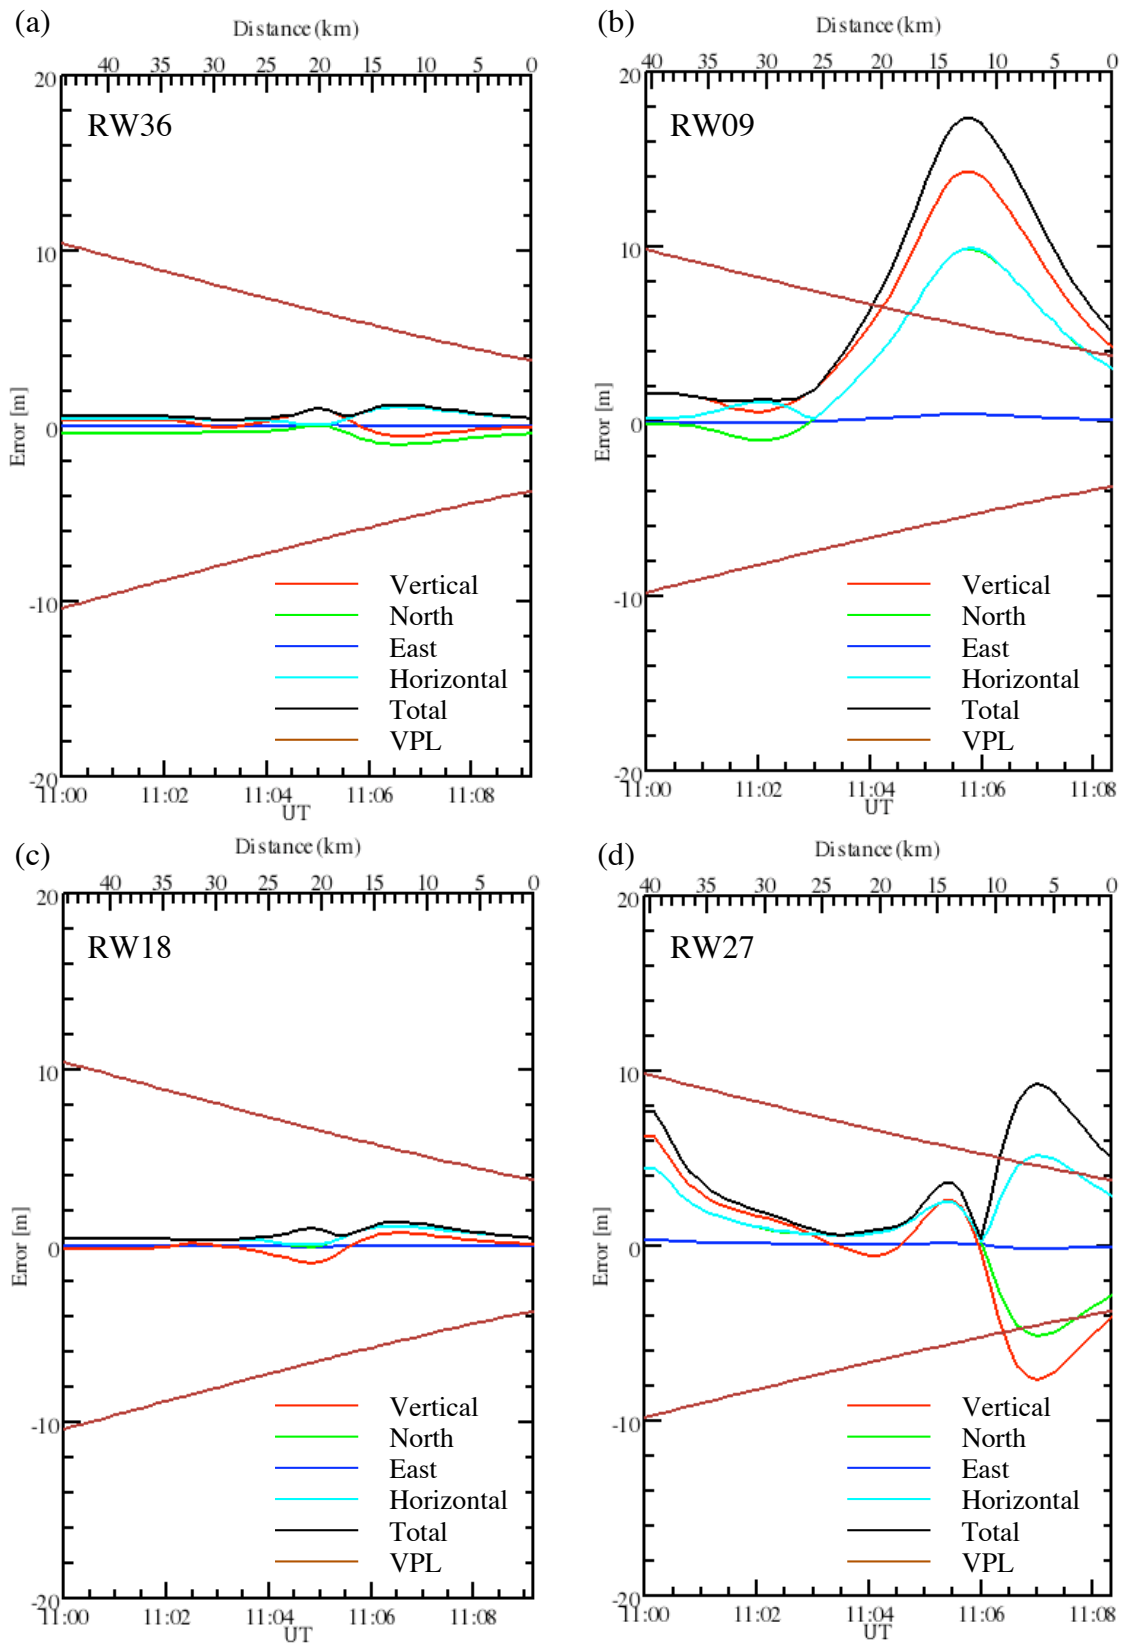 (a)
Distance (km)
40 35 30 25 20 15 10 5 0
20
10
0
-10
-20
Error [m]
RW36
Vertical
North
East
Horizontal
Total
VPL
11:00 11:02 11:04 11:06 11:08
UT
(b)
Distance (km)
40 35 30 25 20 15 10 5 0
20
10
0
-10
-20
Error [m]
RW09
Vertical
North
East
Horizontal
Total
VPL
11:00 11:02 11:04 11:06 11:08
UT
(c)
Distance (km)
40 35 30 25 20 15 10 5 0
20
10
0
-10
-20
Error [m]
RW18
Vertical
North
East
Horizontal
Total
VPL
11:00 11:02 11:04 11:06 11:08
UT
(d)
Distance (km)
40 35 30 25 20 15 10 5 0
20
10
0
-10
-20
Error [m]
RW27
Vertical
North
East
Horizontal
Total
VPL
11:00 11:02 11:04 11:06 11:08
UT